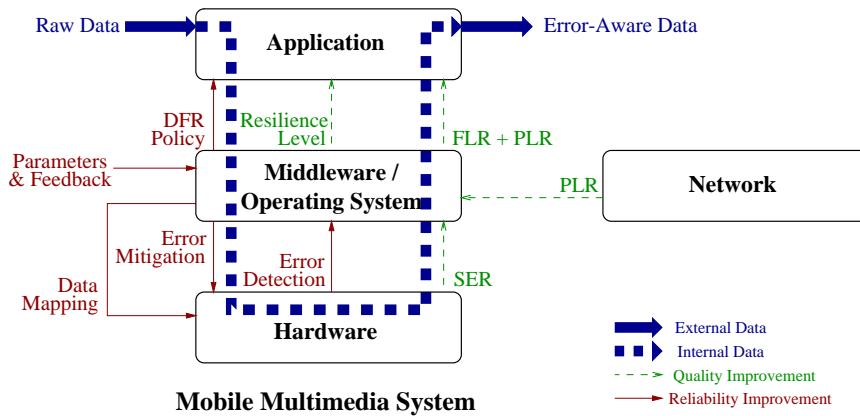 Raw Data
Application
Error-Aware Data
DFR
Policy
Resilience
Level
FLR + PLR
Parameters
& Feedback
Middleware /
Operating System
PLR
Network
Error
Mitigation
Error
Detection
SER
Data
Mapping
Hardware
External Data
Internal Data
Quality Improvement
Reliability Improvement
Mobile Multimedia System